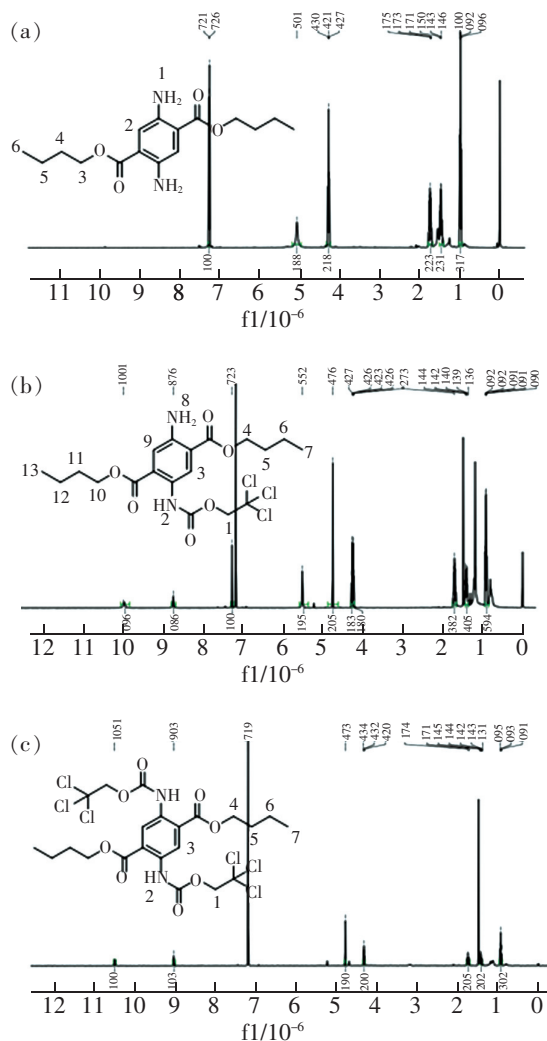 (a)
721
726
501
430
421
427
175
173
171
150
143
146
100
092
096
1
NH₂
2
O
O
6
4
5
O
3
O
NH₂
100
188
218
223
231
317
11 10 9 8 7 6 5 4 3 2 1 0
f1/10⁻⁶
(b)
1001
876
723
552
476
427
426
423
426
273
144
142
140
139
136
092
092
091
091
090
NH₂ 8
9
O
O
4
5
6
7
3
13
11
12
O
10
O
NH
2
O
O
1
Cl
Cl
Cl
096
086
100
195
205
183
180
382
405
594
12 11 10 9 8 7 6 5 4 3 2 1 0
f1/10⁻⁶
(c)
1051
903
719
473
434
432
420
174
171
145
144
142
143
131
095
093
091
Cl
Cl
Cl
O
O
NH
O
O
4
5
6
7
3
O
O
NH
2
O
O
1
Cl
Cl
Cl
100
103
190
200
205
202
302
12 11 10 9 8 7 6 5 4 3 2 1 0
f1/10⁻⁶